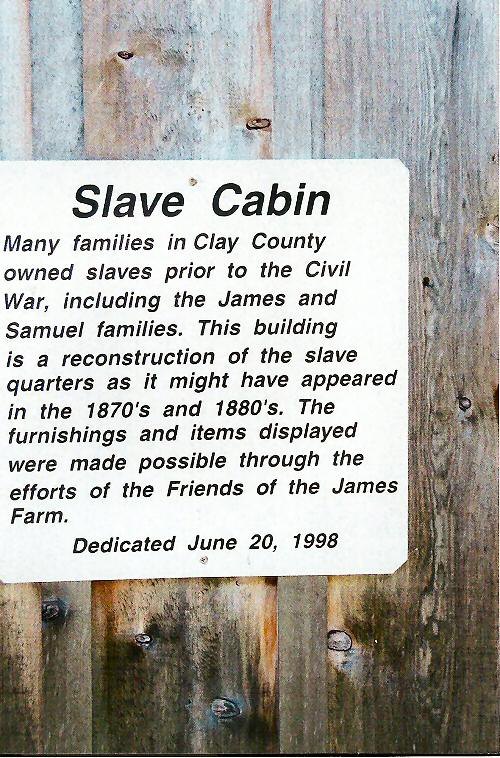 Slave Cabin
Many families in Clay County
owned slaves prior to the Civil
War, including the James and
Samuel families. This building
is a reconstruction of the slave
quarters as it might have appeared
in the 1870's and 1880's. The
furnishings and items displayed
were made possible through the
efforts of the Friends of the James
Farm.
Dedicated June 20, 1998